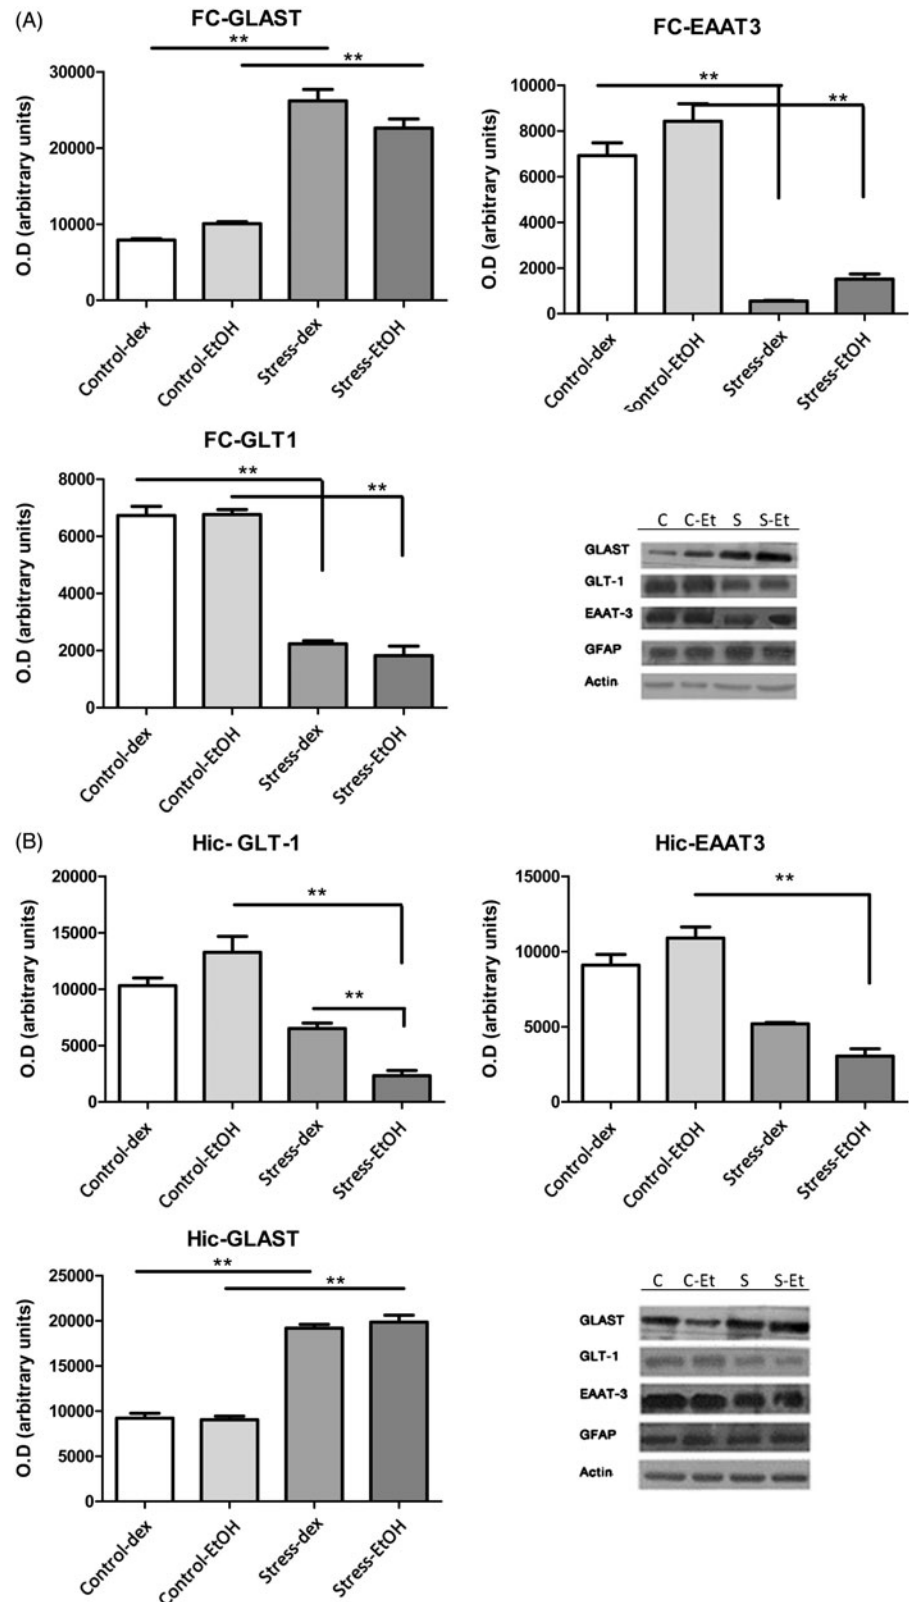 (A)
FC-GLAST
**
**
O.D (arbitrary units)
30000
20000
10000
0
Control-dex
Control-EtOH
Stress-dex
Stress-EtOH
FC-EAAT3
**
**
O.D (arbitrary units)
10000
8000
6000
4000
2000
0
Control-dex
Control-EtOH
Stress-dex
Stress-EtOH
FC-GLT1
**
**
O.D (arbitrary units)
8000
6000
4000
2000
0
Control-dex
Control-EtOH
Stress-dex
Stress-EtOH
C C-Et S S-Et
GLAST
GLT-1
EAAT-3
GFAP
Actin
(B)
Hic- GLT-1
**
**
O.D (arbitrary units)
20000
15000
10000
5000
0
Control-dex
Control-EtOH
Stress-dex
Stress-EtOH
Hic-EAAT3
**
O.D (arbitrary units)
15000
10000
5000
0
Control-dex
Control-EtOH
Stress-dex
Stress-EtOH
Hic-GLAST
**
**
O.D (arbitrary units)
25000
20000
15000
10000
5000
0
Control-dex
Control-EtOH
Stress-dex
Stress-EtOH
C C-Et S S-Et
GLAST
GLT-1
EAAT-3
GFAP
Actin